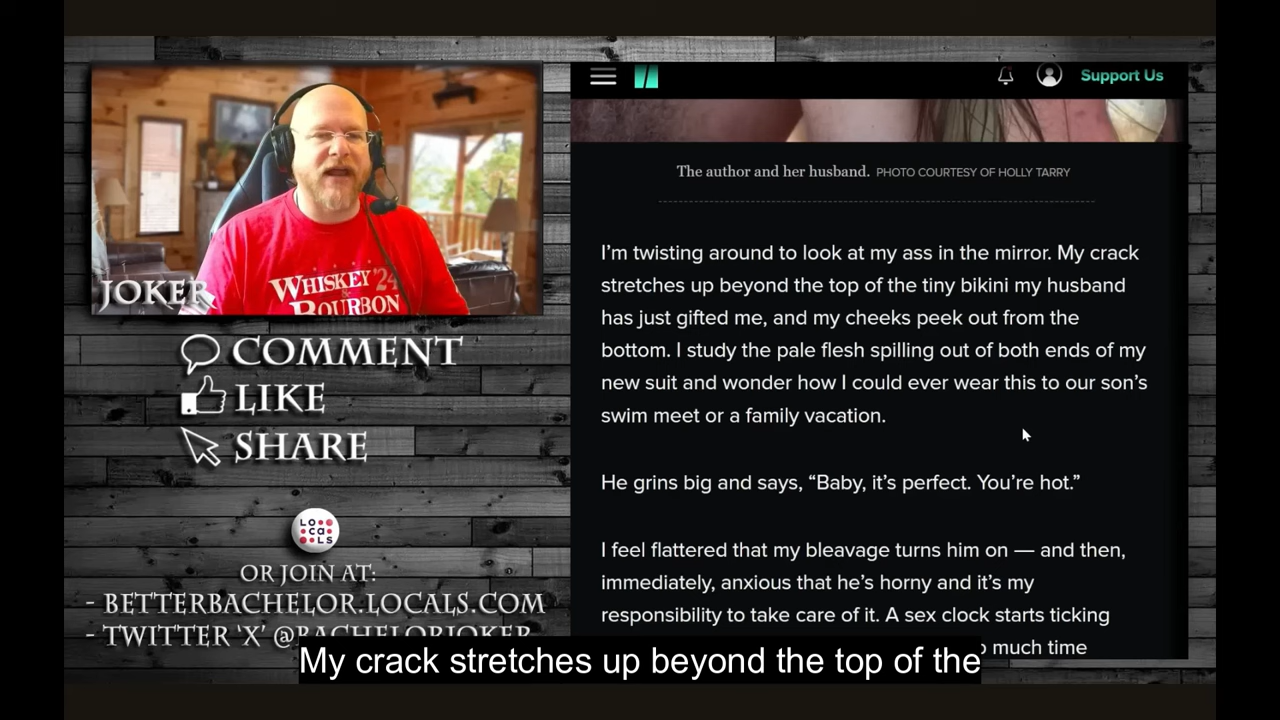 Support Us
The author and her husband. PHOTO COURTESY OF HOLLY TARRY
I'm twisting around to look at my ass in the mirror. My crack
stretches up beyond the top of the tiny bikini my husband
has just gifted me, and my cheeks peek out from the
bottom. I study the pale flesh spilling out of both ends of my
new suit and wonder how I could ever wear this to our son's
swim meet or a family vacation.
He grins big and says, “Baby, it's perfect. You're hot.”
I feel flattered that my bleavage turns him on — and then,
immediately, anxious that he's horny and it's my
responsibility to take care of it. A sex clock starts ticking
much time
WHISKEY '24
&
BOURBON
JOKER
COMMENT
LIKE
SHARE
LOCALS
OR JOIN AT:
- BETTERBACHELOR.LOCALS.COM
- TWITTER 'X' @BACHELORJOKER
My crack stretches up beyond the top of the